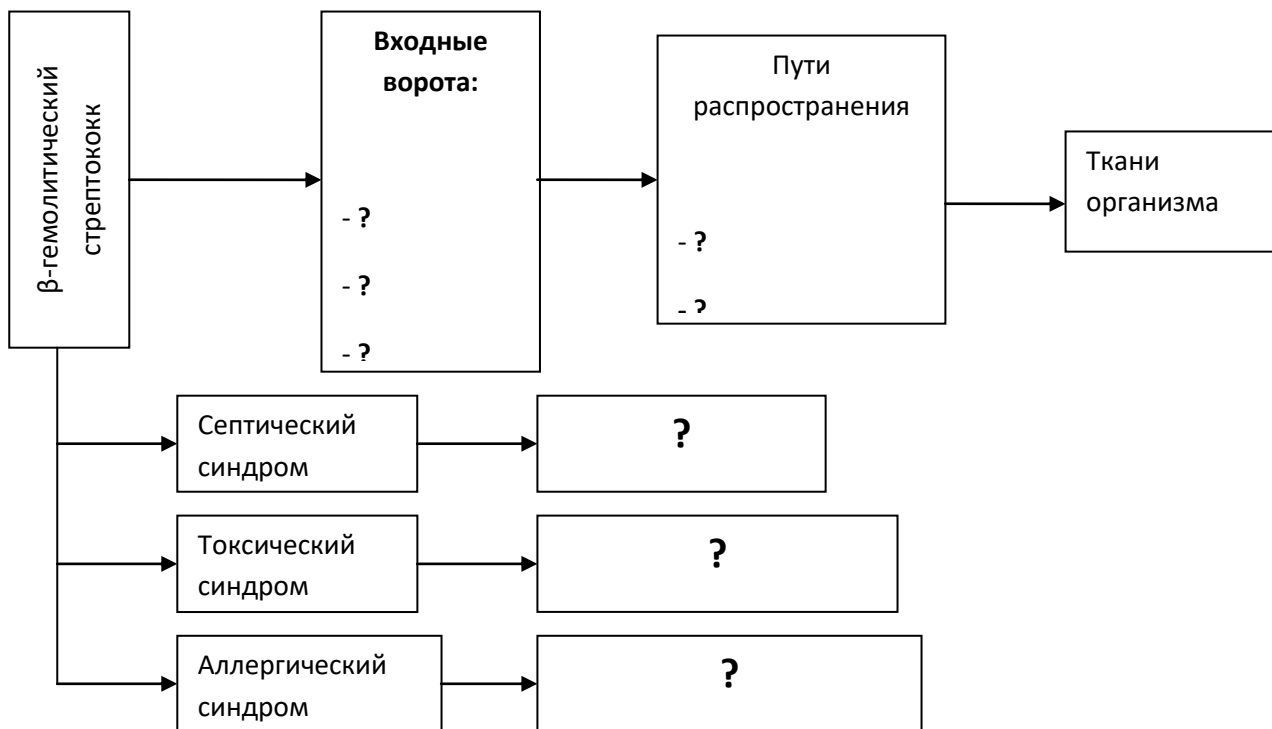 β-гемолитический
стрептококк
Входные
ворота:
- ?
- ?
- ?
Пути
распространения
- ?
- ?
Ткани
организма
Септический
синдром
?
Токсический
синдром
?
Аллергический
синдром
?